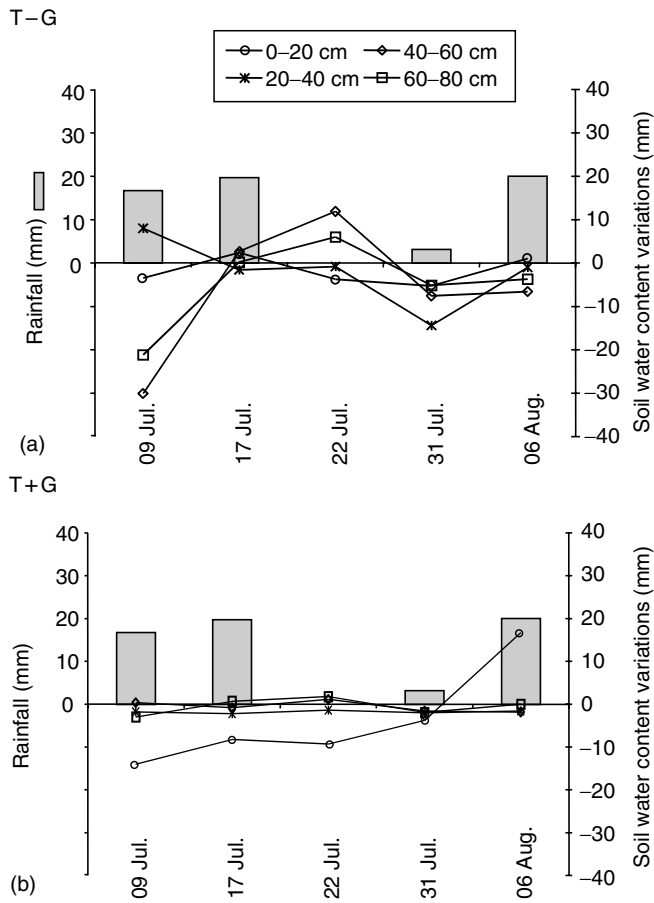 T−G
0–20 cm 40–60 cm
20–40 cm 60–80 cm
40
30
20
10
0
Rainfall (mm)
40
30
20
10
0
−10
−20
−30
−40
Soil water content variations (mm)
09 Jul.
17 Jul.
22 Jul.
31 Jul.
06 Aug.
(a)
T+G
40
30
20
10
0
Rainfall (mm)
40
30
20
10
0
−10
−20
−30
−40
Soil water content variations (mm)
09 Jul.
17 Jul.
22 Jul.
31 Jul.
06 Aug.
(b)